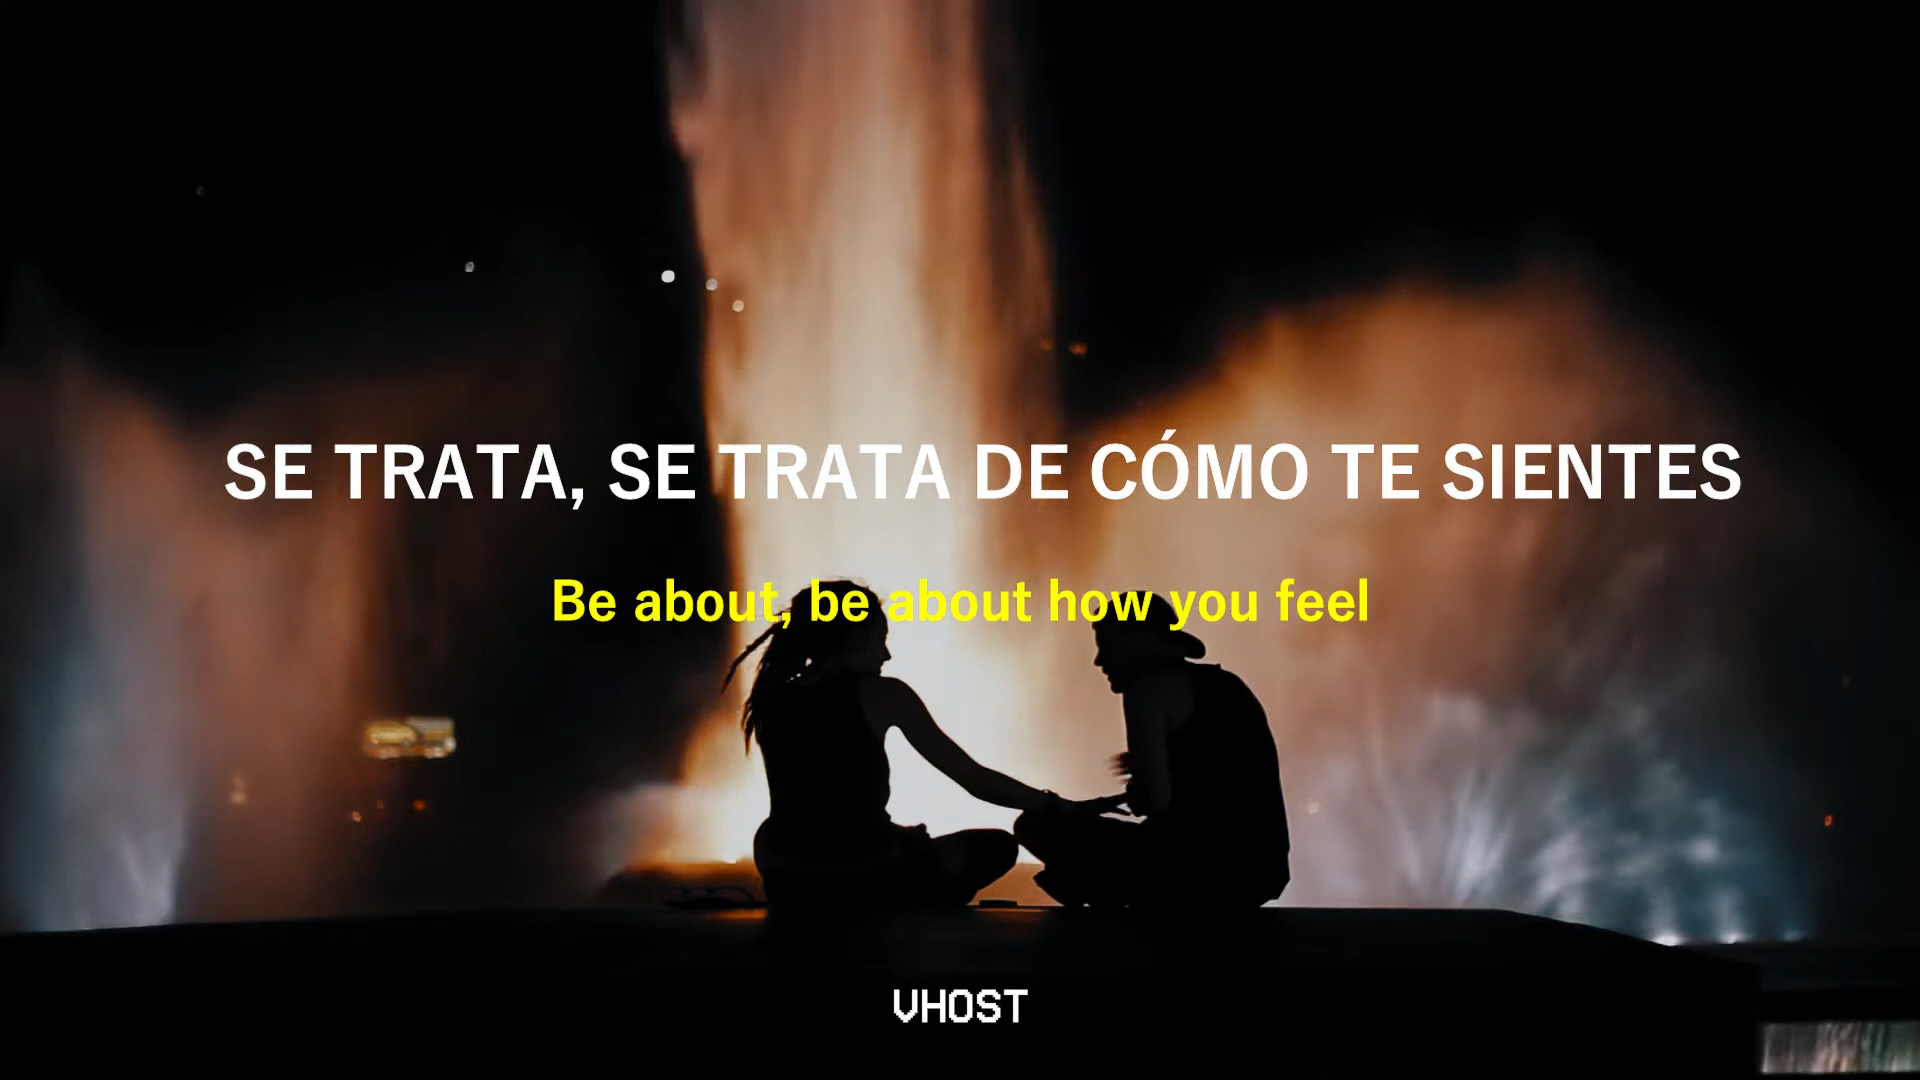 SE TRATA, SE TRATA DE CÓMO TE SIENTES
Be about, be about how you feel
VHOST